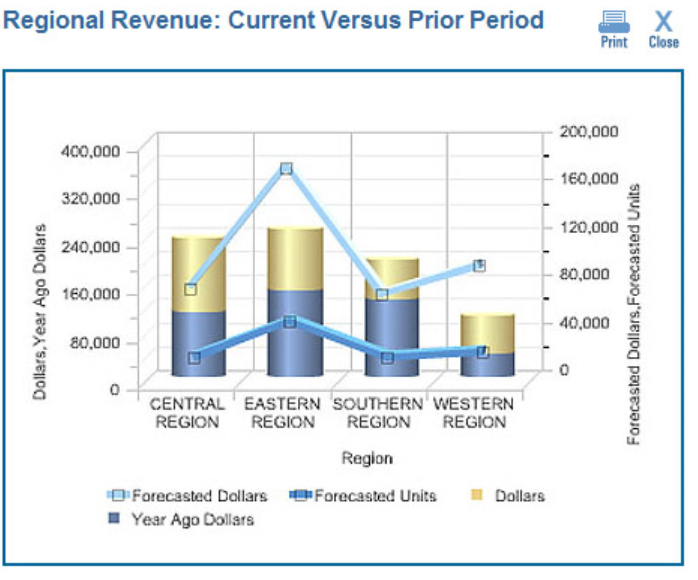 Regional Revenue: Current Versus Prior Period
Print
Close
400,000
320,000
240,000
160,000
80,000
0
Dollars,Year Ago Dollars
200,000
160,000
120,000
80,000
40,000
0
Forecasted Dollars,Forecasted Units
CENTRAL
REGION
EASTERN
REGION
SOUTHERN
REGION
WESTERN
REGION
Region
Forecasted Dollars
Forecasted Units
Dollars
Year Ago Dollars